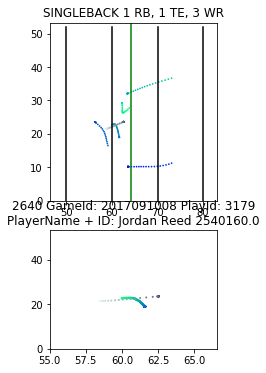 SINGLEBACK 1 RB, 1 TE, 3 WR
50
40
30
20
10
0
50 60 70 80
2640 GameId: 2017091008 PlayId: 3179
PlayerName + ID: Jordan Reed 2540160.0
40
20
0
55.0 57.5 60.0 62.5 65.0